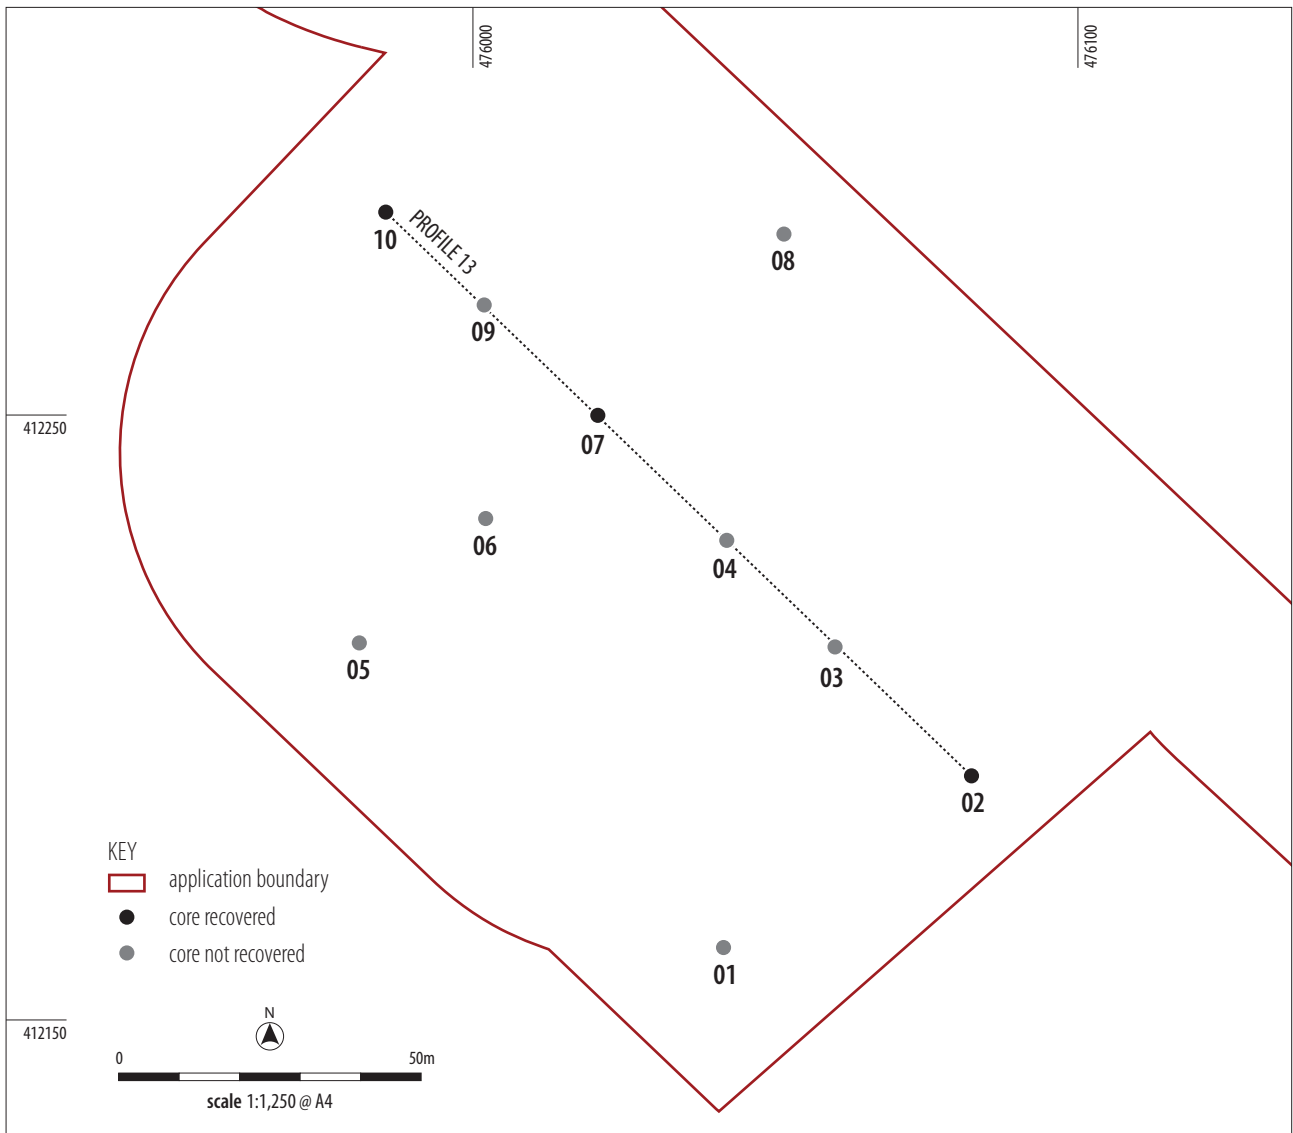 476000
476100
10
PROFILE 13
08
09
412250
07
06
04
05
03
02
KEY
application boundary
core recovered
core not recovered
01
N
412150
0 50m
scale 1:1,250 @ A4